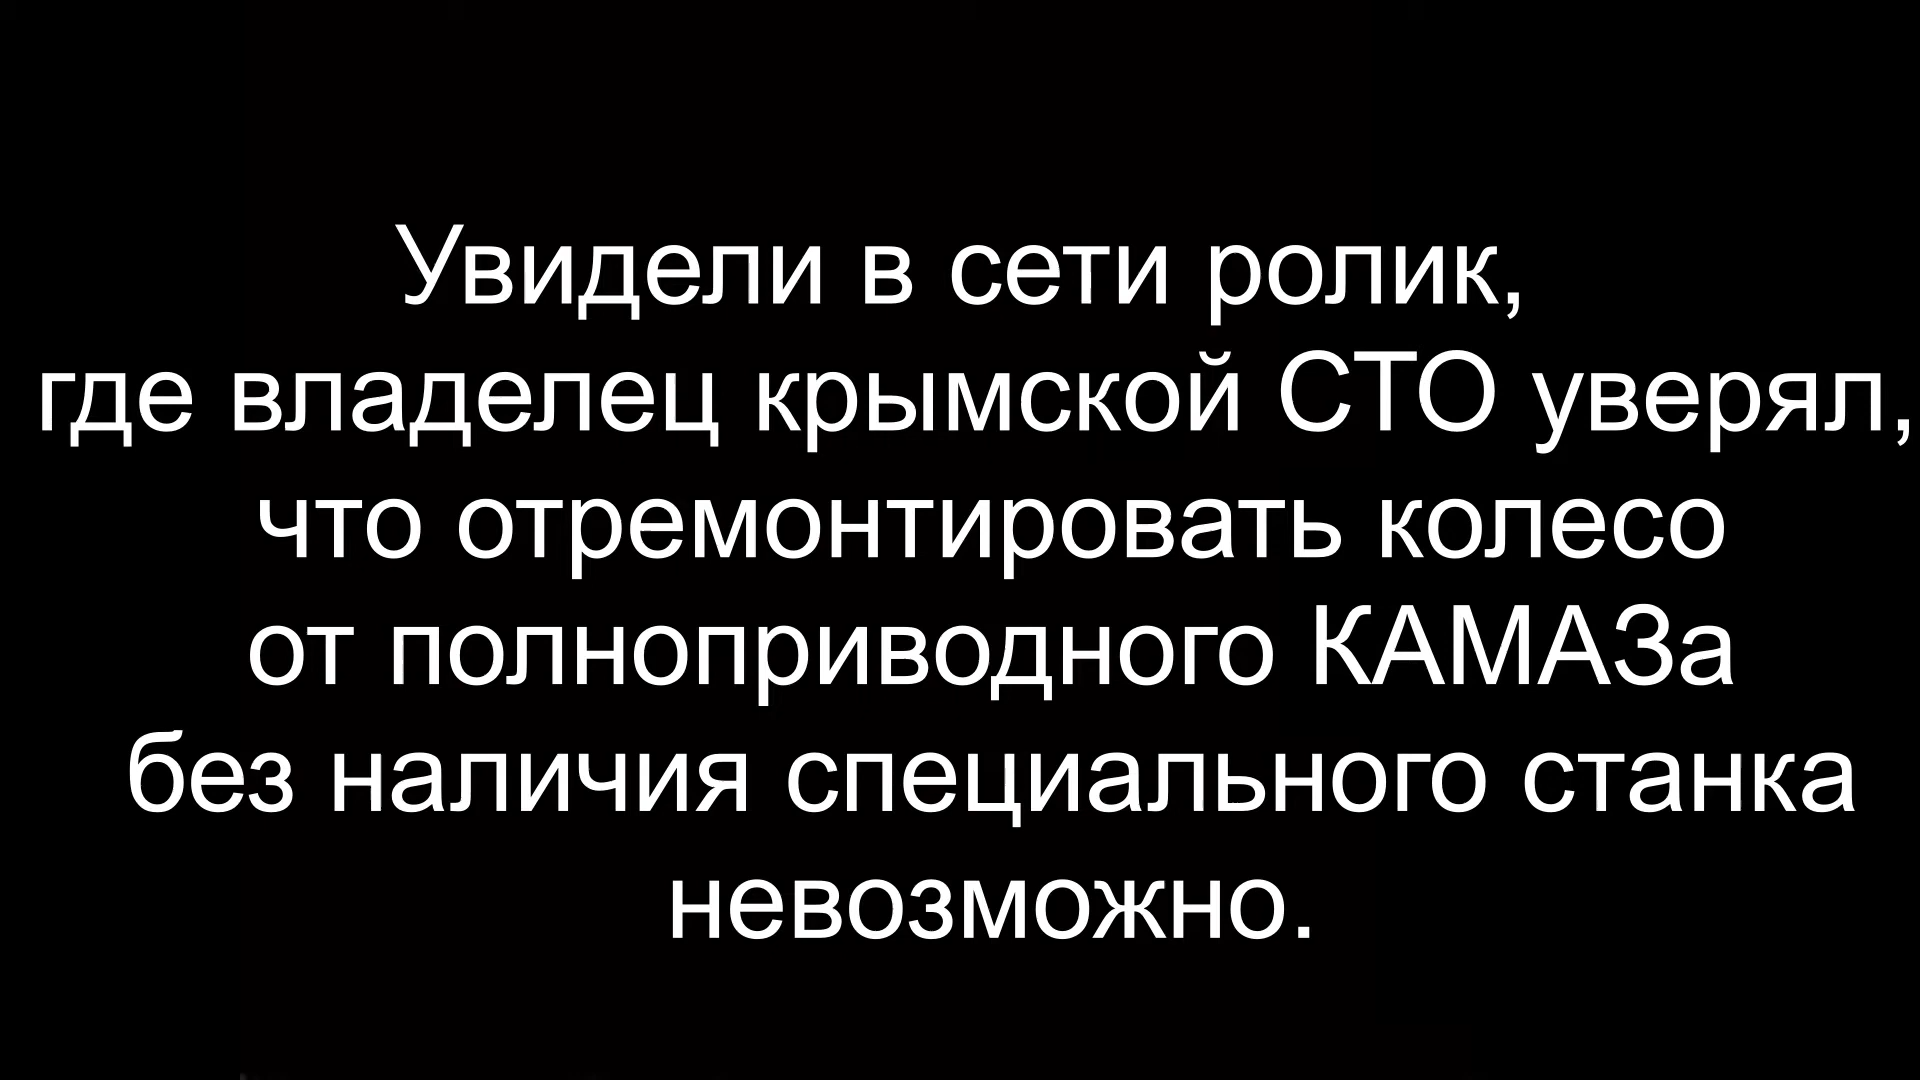 Увидели в сети ролик,
где владелец крымской СТО уверял,
что отремонтировать колесо
от полноприводного КАМАЗа
без наличия специального станка
невозможно.